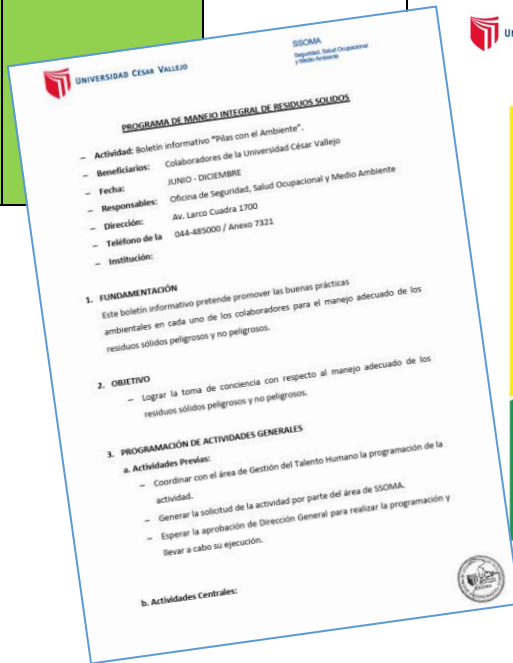 UNIVERSIDAD CÉSAR VALLEJO
SSOMA
Seguridad, Salud Ocupacional
y Medio Ambiente
PROGRAMA DE MANEJO INTEGRAL DE RESIDUOS SOLIDOS
– Actividad: Boletín informativo "Pilas con el Ambiente".
– Beneficiarios: Colaboradores de la Universidad César Vallejo
– Fecha: JUNIO - DICIEMBRE
– Responsables: Oficina de Seguridad, Salud Ocupacional y Medio Ambiente
– Dirección: Av. Larco Cuadra 1700
– Teléfono de la 044-485000 / Anexo 7321
– Institución:
1. FUNDAMENTACIÓN
Este boletín informativo pretende promover las buenas prácticas
ambientales en cada uno de los colaboradores para el manejo adecuado de los
residuos sólidos peligrosos y no peligrosos.
2. OBJETIVO
– Lograr la toma de conciencia con respecto al manejo adecuado de los
residuos sólidos peligrosos y no peligrosos.
3. PROGRAMACIÓN DE ACTIVIDADES GENERALES
a. Actividades Previas:
– Coordinar con el área de Gestión del Talento Humano la programación de la
actividad.
– Generar la solicitud de la actividad por parte del área de SSOMA.
– Esperar la aprobación de Dirección General para realizar la programación y
llevar a cabo su ejecución.
b. Actividades Centrales: